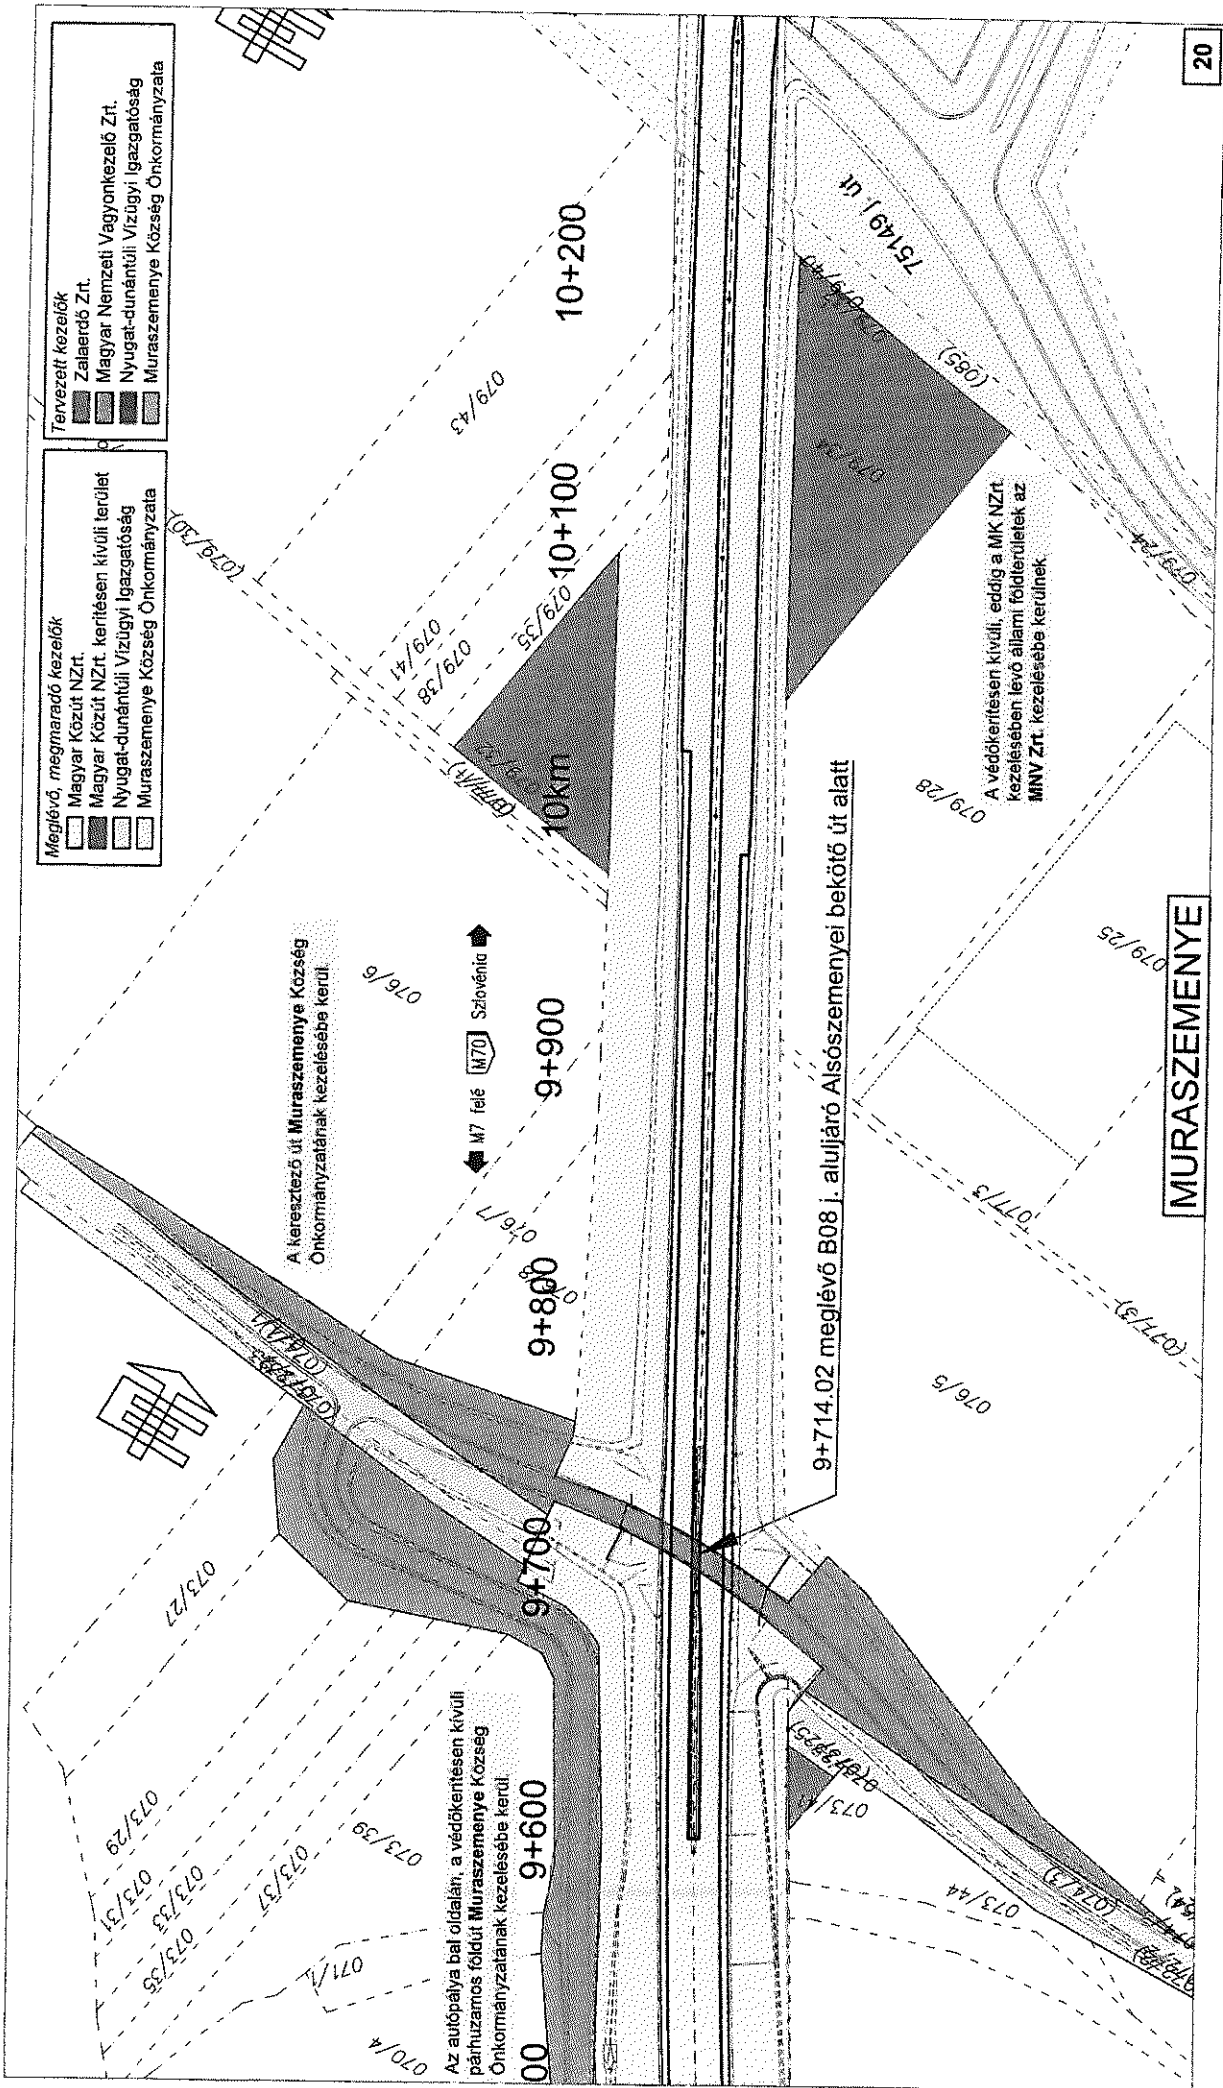 Meglévő, megmaradó kezelők
Magyar Közút NZrt.
Magyar Közút NZrt. kerítésen kívüli terület
Nyugat-dunántúli Vízügyi Igazgatóság
Muraszemenye Község Önkormányzata
Tervezett kezelők
Zalaerdő Zrt.
Magyar Nemzeti Vagyonkezelő Zrt.
Nyugat-dunántúli Vízügyi Igazgatóság
Muraszemenye Község Önkormányzata
20
A keresztező út Muraszemenye Község
Önkormányzatának kezelésébe kerül.
M7 felé M70 Szlovénia
Az autópálya bal oldalán, a védőkerítésen kívüli
párhuzamos földút Muraszemenye Község
Önkormányzatának kezelésébe kerül.
A védőkerítésen kívüli, eddig a MK NZrt.
kezelésében levő állami földterületek az
MNV Zrt. kezelésébe kerülnek
9+714.02 meglévő B08 j. aluljáró Alsószemenyei bekötő út alatt
00
9+600
9+700
9+800
9+900
10km
10+100
10+200
070/4
071/1
073/35
073/33
073/31
073/29
073/37
073/39
073/27
(074/1)
076/7
076/6
(079/30)
079/38
079/41
079/35
079/43
75149 j. út
(085)
079/24
079/28
079/25
077/3
(077/3)
076/5
073/41
073/44
(074/3)
MURASZEMENYE